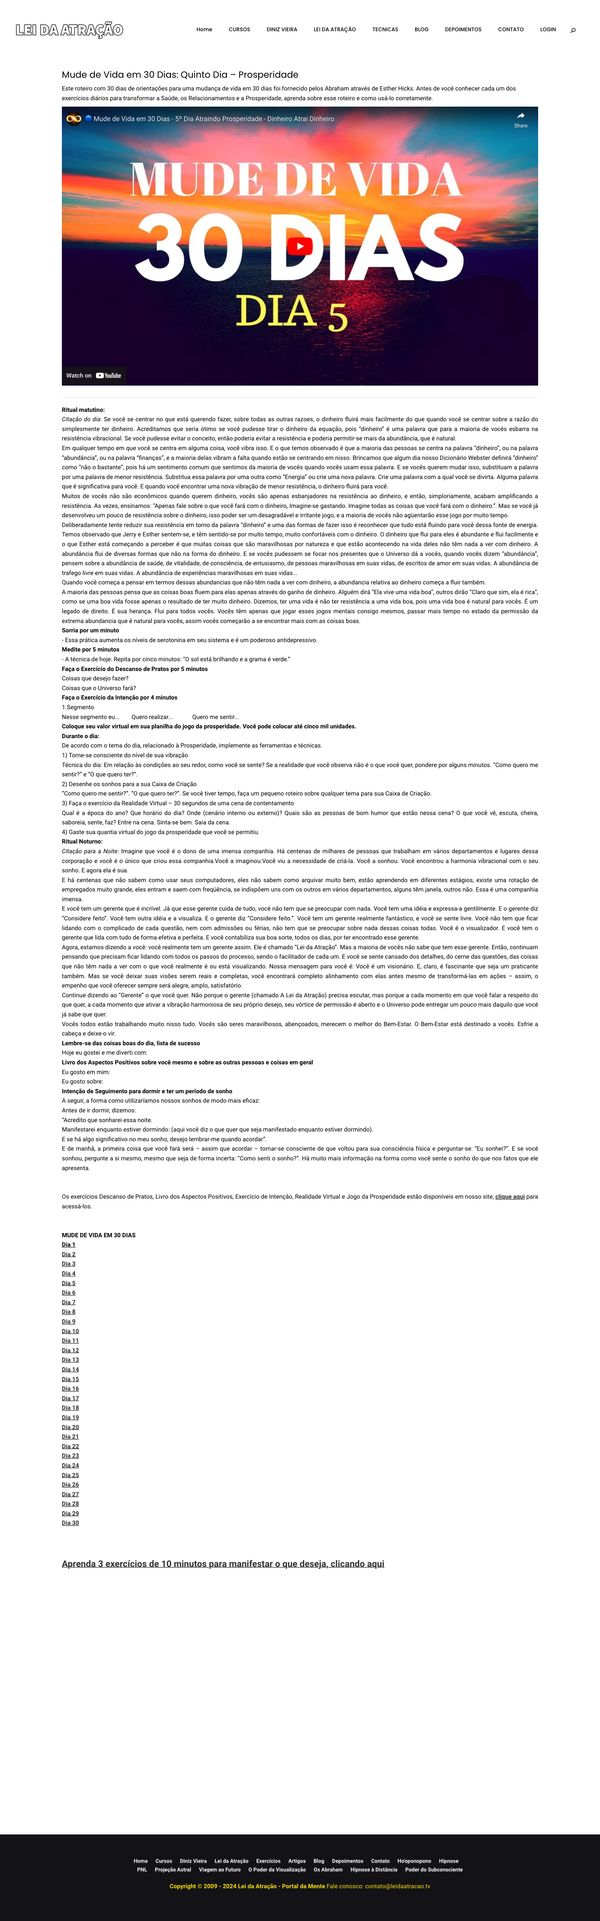 LEI DA ATRAÇÃO
Home CURSOS DINIZ VIEIRA LEI DA ATRAÇÃO TECNICAS BLOG DEPOIMENTOS CONTATO LOGIN
Mude de Vida em 30 Dias: Quinto Dia – Prosperidade
Este roteiro com 30 dias de orientações para uma mudança de vida em 30 dias foi fornecido pelos Abraham através de Esther Hicks. Antes de você conhecer cada um dos
exercícios diários para transformar a Saúde, os Relacionamentos e a Prosperidade, aprenda sobre esse roteiro e como usá-lo corretamente.
Mude de Vida em 30 Dias - 5º Dia Atraindo Prosperidade - Dinheiro Atrai Dinheiro
Share
MUDE DE VIDA
30 DIAS
DIA 5
Watch on YouTube
Ritual matutino:
Citação do dia: Se você se centrar no que está querendo fazer, sobre todas as outras razoes, o dinheiro fluirá mais facilmente do que quando você se centrar sobre a razão do
simplesmente ter dinheiro. Acreditamos que seria ótimo se você pudesse tirar o dinheiro da equação, pois “dinheiro” é uma palavra que para a maioria de vocês esbarra na
resistência vibracional. Se você pudesse evitar o conceito, então poderia evitar a resistência e poderia permitir-se mais da abundância, que é natural.
Em qualquer tempo em que você se centra em alguma coisa, você vibra isso. E o que temos observado é que a maioria das pessoas se centra na palavra “dinheiro”, ou na palavra
“abundância”, ou na palavra “finanças”, e a maioria delas vibram a falta quando estão se centrando em nisso. Brincamos que algum dia nosso Dicionário Webster definirá “dinheiro”
como “não o bastante”, pois há um sentimento comum que sentimos da maioria de vocês quando vocês usam essa palavra. E se vocês querem mudar isso, substituam a palavra
por uma palavra de menor resistência. Substitua essa palavra por uma outra como “Energia” ou crie uma nova palavra. Crie uma palavra com a qual você se divirta. Alguma palavra
que é significativa para você. E quando você encontrar uma nova vibração de menor resistência, o dinheiro fluirá para você.
Muitos de vocês não são econômicos quando querem dinheiro, vocês são apenas esbanjadores na resistência ao dinheiro, e então, simploriamente, acabam amplificando a
resistência. As vezes, ensinamos: “Apenas fale sobre o que você fará com o dinheiro, Imagine-se gastando. Imagine todas as coisas que você fará com o dinheiro.”. Mas se você já
desenvolveu um pouco de resistência sobre o dinheiro, isso poder ser um desagradável e irritante jogo, e a maioria de vocês não agüentarão esse jogo por muito tempo.
Deliberadamente tente reduzir sua resistência em torno da palavra “dinheiro” e uma das formas de fazer isso é reconhecer que tudo está fluindo para você dessa fonte de energia.
Temos observado que Jerry e Esther sentem-se, e têm sentido-se por muito tempo, muito confortáveis com o dinheiro. O dinheiro que flui para eles é abundante e flui facilmente e
o que Esther está começando a perceber é que muitas coisas que são maravilhosas por natureza e que estão acontecendo na vida deles não têm nada a ver com dinheiro. A
abundância flui de diversas formas que não na forma do dinheiro. E se vocês pudessem se focar nos presentes que o Universo dá a vocês, quando vocês dizem “abundância”,
pensem sobre a abundância de saúde, de vitalidade, de consciência, de entusiasmo, de pessoas maravilhosas em suas vidas, de escritos de amor em suas vidas. A abundância de
trafego livre em suas vidas. A abundância de experiências maravilhosas em suas vidas...
Quando você começa a pensar em termos dessas abundancias que não têm nada a ver com dinheiro, a abundancia relativa ao dinheiro começa a fluir também.
A maioria das pessoas pensa que as coisas boas fluem para elas apenas através do ganho de dinheiro. Alguém dirá “Ela vive uma vida boa”, outros dirão “Claro que sim, ela é rica”,
como se uma boa vida fosse apenas o resultado de ter muito dinheiro. Dizemos, ter uma vida é não ter resistência a uma vida boa, pois uma vida boa é natural para vocês. É um
legado de direito. É sua herança. Flui para todos vocês. Vocês têm apenas que jogar esses jogos mentais consigo mesmos, passar mais tempo no estado da permissão da
extrema abundancia que é natural para vocês, assim vocês começarão a se encontrar mais com as coisas boas.
Sorria por um minuto
- Essa prática aumenta os níveis de serotonina em seu sistema e é um poderoso antidepressivo.
Medite por 5 minutos
- A técnica de hoje: Repita por cinco minutos: “O sol está brilhando e a grama é verde.”
Faça o Exercício do Descanso de Pratos por 5 minutos
Coisas que desejo fazer?
Coisas que o Universo fará?
Faça o Exercício da Intenção por 4 minutos
1.Segmento
Nesse segmento eu... Quero realizar... Quero me sentir...
Coloque seu valor virtual em sua planilha do jogo da prosperidade. Você pode colocar até cinco mil unidades.
Durante o dia:
De acordo com o tema do dia, relacionado à Prosperidade, implemente as ferramentas e técnicas.
1) Torne-se consciente do nível de sua vibração
Técnica do dia: Em relação às condições ao seu redor, como você se sente? Se a realidade que você observa não é o que você quer, pondere por alguns minutos. “Como quero me
sentir?” e “O que quero ter?”.
2) Desenhe os sonhos para a sua Caixa de Criação
“Como quero me sentir?”. “O que quero ter?”. Se você tiver tempo, faça um pequeno roteiro sobre qualquer tema para sua Caixa de Criação.
3) Faça o exercício da Realidade Virtual – 30 segundos de uma cena de contentamento
Qual é a época do ano? Que horário do dia? Onde (cenário interno ou externo)? Quais são as pessoas de bom humor que estão nessa cena? O que você vê, escuta, cheira,
saboreia, sente, faz? Entre na cena. Sinta-se bem. Saia da cena.
4) Gaste sua quantia virtual do jogo da prosperidade que você se permitiu.
Ritual Noturno:
Citação para a Noite: Imagine que você é o dono de uma imensa companhia. Há centenas de milhares de pessoas que trabalham em vários departamentos e lugares dessa
corporação e você é o único que criou essa companhia.Você a imaginou.Você viu a necessidade de criá-la. Você a sonhou. Você encontrou a harmonia vibracional com o seu
sonho. E agora ela é sua.
E há centenas que não sabem como usar seus computadores, eles não sabem como arquivar muito bem, estão aprendendo em diferentes estágios, existe uma rotação de
empregados muito grande, eles entram e saem com freqüência, se indispõem uns com os outros em vários departamentos, alguns têm janela, outros não. Essa é uma companhia
imensa.
E você tem um gerente que é incrível. Já que esse gerente cuida de tudo, você não tem que se preocupar com nada. Você tem uma idéia e expressa-a gentilmente. E o gerente diz
“Considere feito”. Você tem outra idéia e a visualiza. E o gerente diz “Considere feito.”. Você tem um gerente realmente fantástico, e você se sente livre. Você não tem que ficar
lidando com o complicado de cada questão, nem com admissões ou férias, não tem que se preocupar sobre nada dessas coisas todas. Você é o visualizador. E você tem o
gerente que lida com tudo de forma efetiva e perfeita. E você contabiliza sua boa sorte, todos os dias, por ter encontrado esse gerente.
Agora, estamos dizendo a você: você realmente tem um gerente assim. Ele é chamado “Lei da Atração”. Mas a maioria de vocês não sabe que tem esse gerente. Então, continuam
pensando que precisam ficar lidando com todos os passos do processo, sendo o facilitador de cada um. E você se sente cansado dos detalhes, do cerne das questões, das coisas
que não têm nada a ver com o que você realmente é ou está visualizando. Nossa mensagem para você é: Você é um visionário. E, claro, é fascinante que seja um praticante
também. Mas se você deixar suas visões serem reais e completas, você encontrará completo alinhamento com elas antes mesmo de transformá-las em ações – assim, o
empenho que você oferecer sempre será alegre, amplo, satisfatório.
Continue dizendo ao “Gerente” o que você quer. Não porque o gerente (chamado A Lei da Atração) precisa escutar, mas porque a cada momento em que você falar a respeito do
que quer, a cada momento que ativar a vibração harmoniosa de seu próprio desejo, seu vórtice de permissão é aberto e o Universo pode entregar um pouco mais daquilo que você
já sabe que quer.
Vocês todos estão trabalhando muito nisso tudo. Vocês são seres maravilhosos, abençoados, merecem o melhor do Bem-Estar. O Bem-Estar está destinado a vocês. Esfrie a
cabeça e deixe-o vir.
Lembre-se das coisas boas do dia, lista de sucesso
Hoje eu gostei e me diverti com:
Livro dos Aspectos Positivos sobre você mesmo e sobre as outras pessoas e coisas em geral
Eu gosto em mim:
Eu gosto sobre:
Intenção de Seguimento para dormir e ter um período de sonho
A seguir, a forma como utilizaríamos nossos sonhos de modo mais eficaz:
Antes de ir dormir, dizemos:
“Acredito que sonharei essa noite.
Manifestarei enquanto estiver dormindo: (aqui você diz o que quer que seja manifestado enquanto estiver dormindo).
E se há algo significativo no meu sonho, desejo lembrar-me quando acordar”.
E de manhã, a primeira coisa que você fará será – assim que acordar – tornar-se consciente de que voltou para sua consciência física e perguntar-se: “Eu sonhei?”. E se você
sonhou, pergunte a si mesmo, mesmo que seja de forma incerta: “Como senti o sonho?”. Há muito mais informação na forma como você sente o sonho do que nos fatos que ele
apresenta.
Os exercícios Descanso de Pratos, Livro dos Aspectos Positivos, Exercício de Intenção, Realidade Virtual e Jogo da Prosperidade estão disponíveis em nosso site, clique aqui para
acessá-los.
MUDE DE VIDA EM 30 DIAS
Dia 1
Dia 2
Dia 3
Dia 4
Dia 5
Dia 6
Dia 7
Dia 8
Dia 9
Dia 10
Dia 11
Dia 12
Dia 13
Dia 14
Dia 15
Dia 16
Dia 17
Dia 18
Dia 19
Dia 20
Dia 21
Dia 22
Dia 23
Dia 24
Dia 25
Dia 26
Dia 27
Dia 28
Dia 29
Dia 30
Aprenda 3 exercícios de 10 minutos para manifestar o que deseja, clicando aqui
Home Cursos Diniz Vieira Lei da Atração Exercícios Artigos Blog Depoimentos Contato Ho'oponopono Hipnose
PNL Projeção Astral Viagem ao Futuro O Poder da Visualização Os Abraham Hipnose à Distância Poder do Subconsciente
Copyright © 2009 - 2024 Lei da Atração - Portal da Mente Fale conosco: contato@leidaatracao.tv